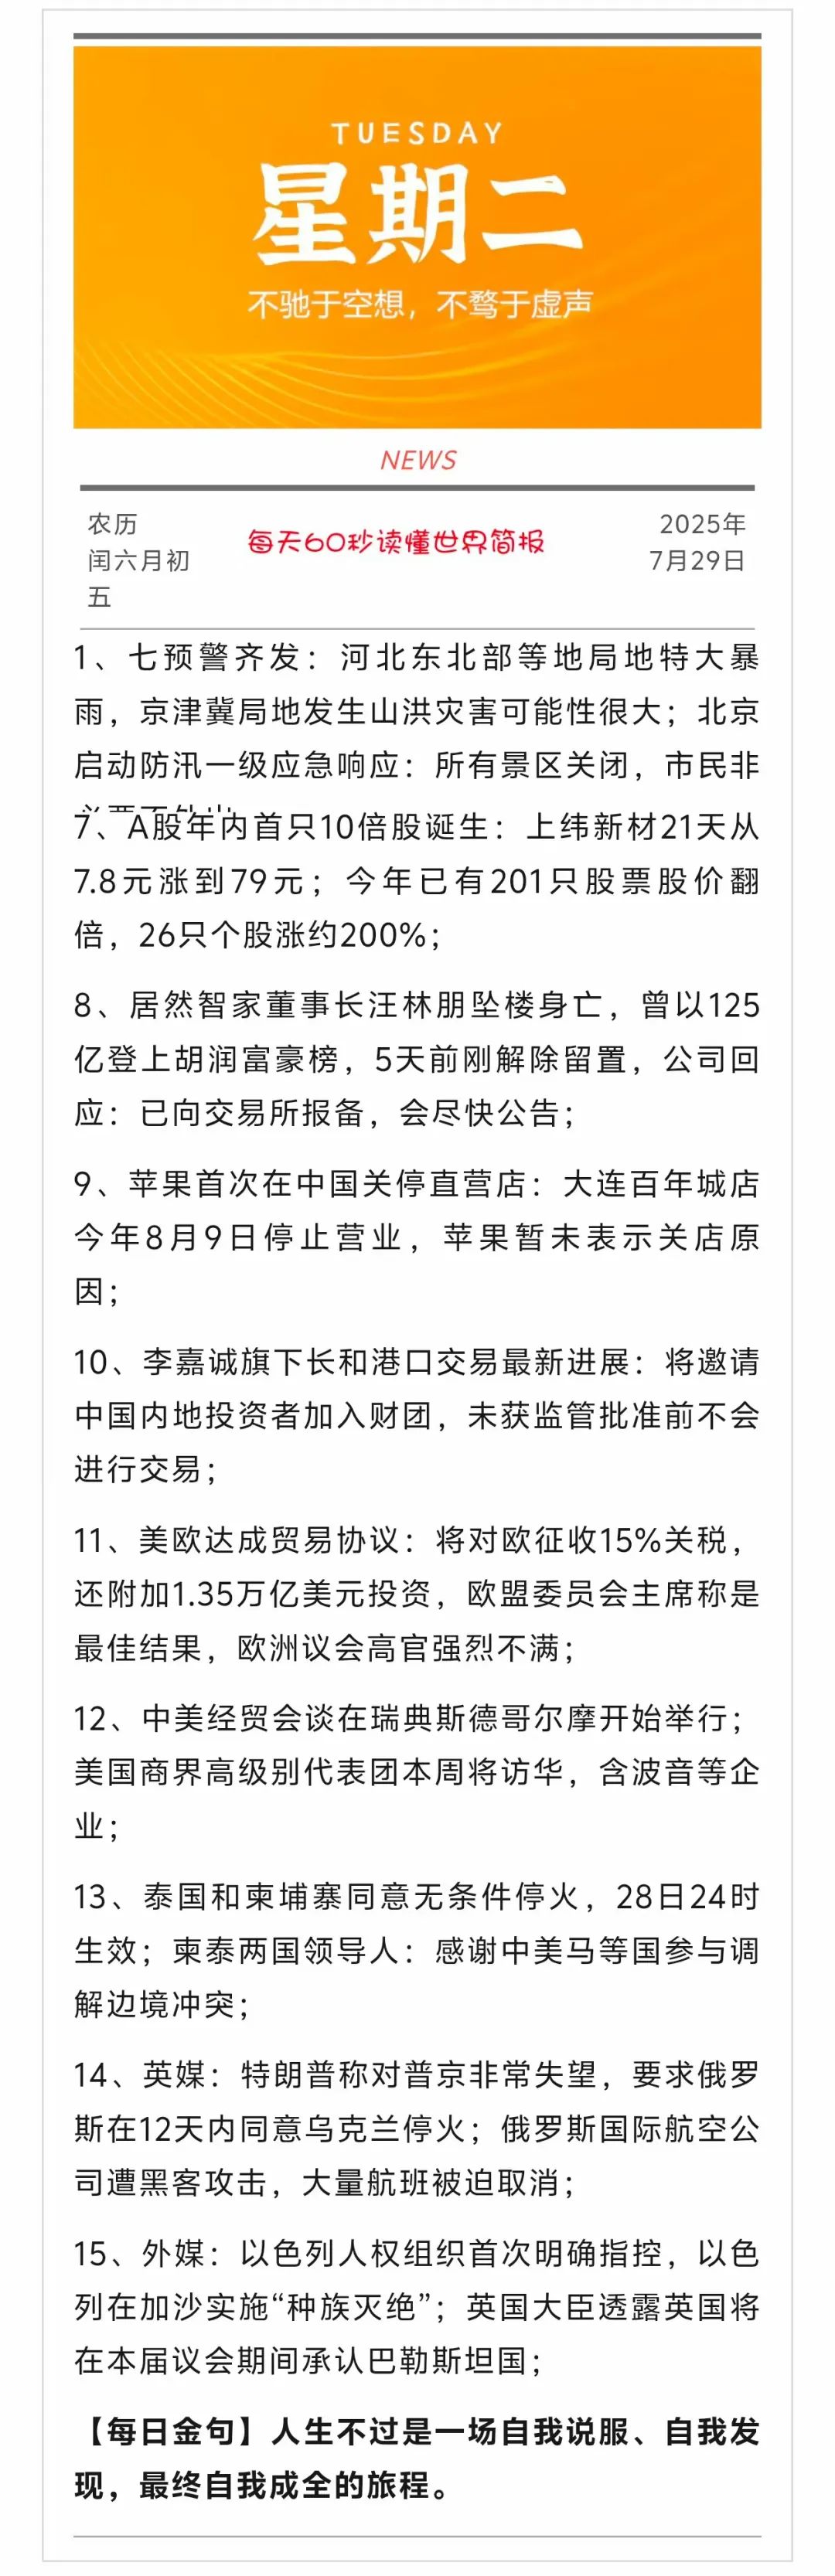 TUESDAY
星期二
不驰于空想，不骛于虚声
NEWS
农历
闰六月初
五
每天60秒读懂世界简报
2025年
7月29日
1、七预警齐发：河北东北部等地局地特大暴
雨，京津冀局地发生山洪灾害可能性很大；北京
启动防汛一级应急响应：所有景区关闭，市民非
7、A股年内首只10倍股诞生：上纬新材21天从
7.8元涨到79元；今年已有201只股票股价翻
倍，26只个股涨约200%；
8、居然智家董事长汪林朋坠楼身亡，曾以125
亿登上胡润富豪榜，5天前刚解除留置，公司回
应：已向交易所报备，会尽快公告；
9、苹果首次在中国关停直营店：大连百年城店
今年8月9日停止营业，苹果暂未表示关店原
因；
10、李嘉诚旗下长和港口交易最新进展：将邀请
中国内地投资者加入财团，未获监管批准前不会
进行交易；
11、美欧达成贸易协议：将对欧征收15%关税，
还附加1.35万亿美元投资，欧盟委员会主席称是
最佳结果，欧洲议会高官强烈不满；
12、中美经贸会谈在瑞典斯德哥尔摩开始举行；
美国商界高级别代表团本周将访华，含波音等企
业；
13、泰国和柬埔寨同意无条件停火，28日24时
生效；柬泰两国领导人：感谢中美马等国参与调
解边境冲突；
14、英媒：特朗普称对普京非常失望，要求俄罗
斯在12天内同意乌克兰停火；俄罗斯国际航空公
司遭黑客攻击，大量航班被迫取消；
15、外媒：以色列人权组织首次明确指控，以色
列在加沙实施“种族灭绝”；英国大臣透露英国将
在本届议会期间承认巴勒斯坦国；
【每日金句】人生不过是一场自我说服、自我发
现，最终自我成全的旅程。